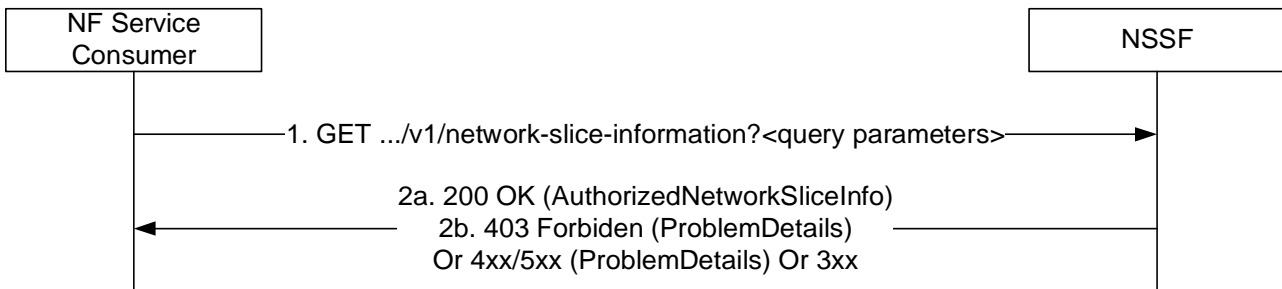 NF Service
Consumer
NSSF
1. GET .../v1/network-slice-information?<query parameters>
2a. 200 OK (AuthorizedNetworkSliceInfo)
2b. 403 Forbiden (ProblemDetails)
Or 4xx/5xx (ProblemDetails) Or 3xx